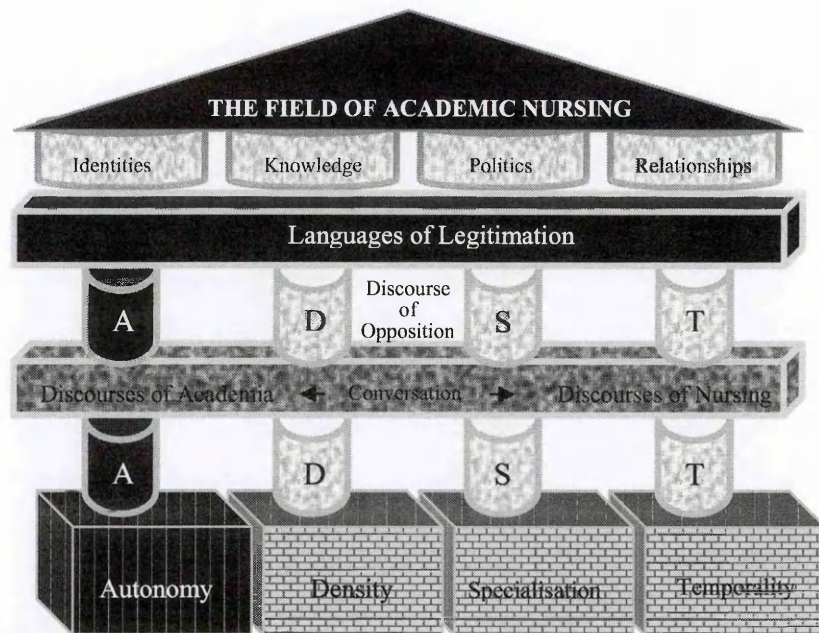 THE FIELD OF ACADEMIC NURSING
Identities Knowledge Politics Relationships
Languages of Legitimation
A D Discourse of Opposition S T
Discourses of Academia Conversation Discourses of Nursing
A D S T
Autonomy Density Specialisation Temporality